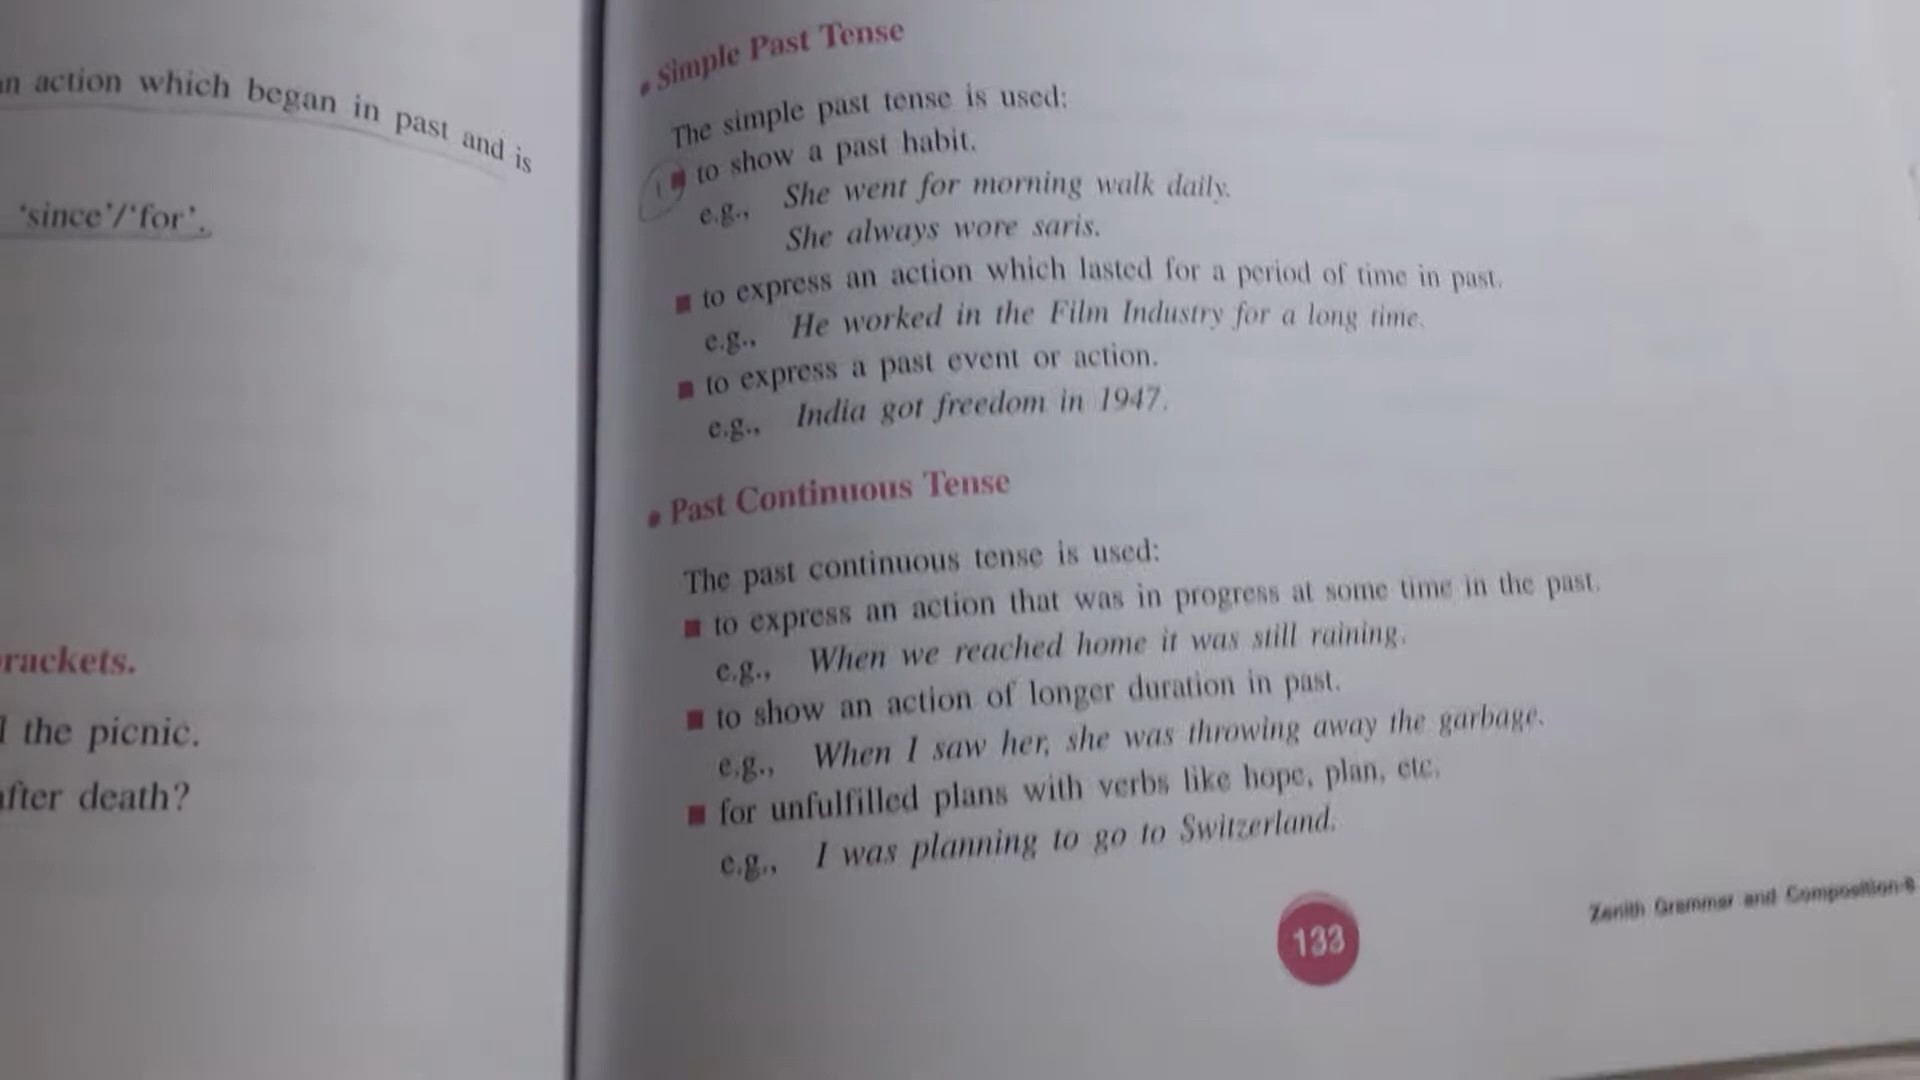 an action which began in past and is
'since'/'for'.
rackets.
the picnic.
after death?
• Simple Past Tense
The simple past tense is used:
1 ■ to show a past habit.
e.g., She went for morning walk daily.
She always wore saris.
■ to express an action which lasted for a period of time in past.
e.g., He worked in the Film Industry for a long time.
■ to express a past event or action.
e.g., India got freedom in 1947.
• Past Continuous Tense
The past continuous tense is used:
■ to express an action that was in progress at some time in the past.
e.g., When we reached home it was still raining.
■ to show an action of longer duration in past.
e.g., When I saw her, she was throwing away the garbage.
■ for unfulfilled plans with verbs like hope, plan, etc.
e.g., I was planning to go to Switzerland.
133
Zenith Grammar and Composition-8